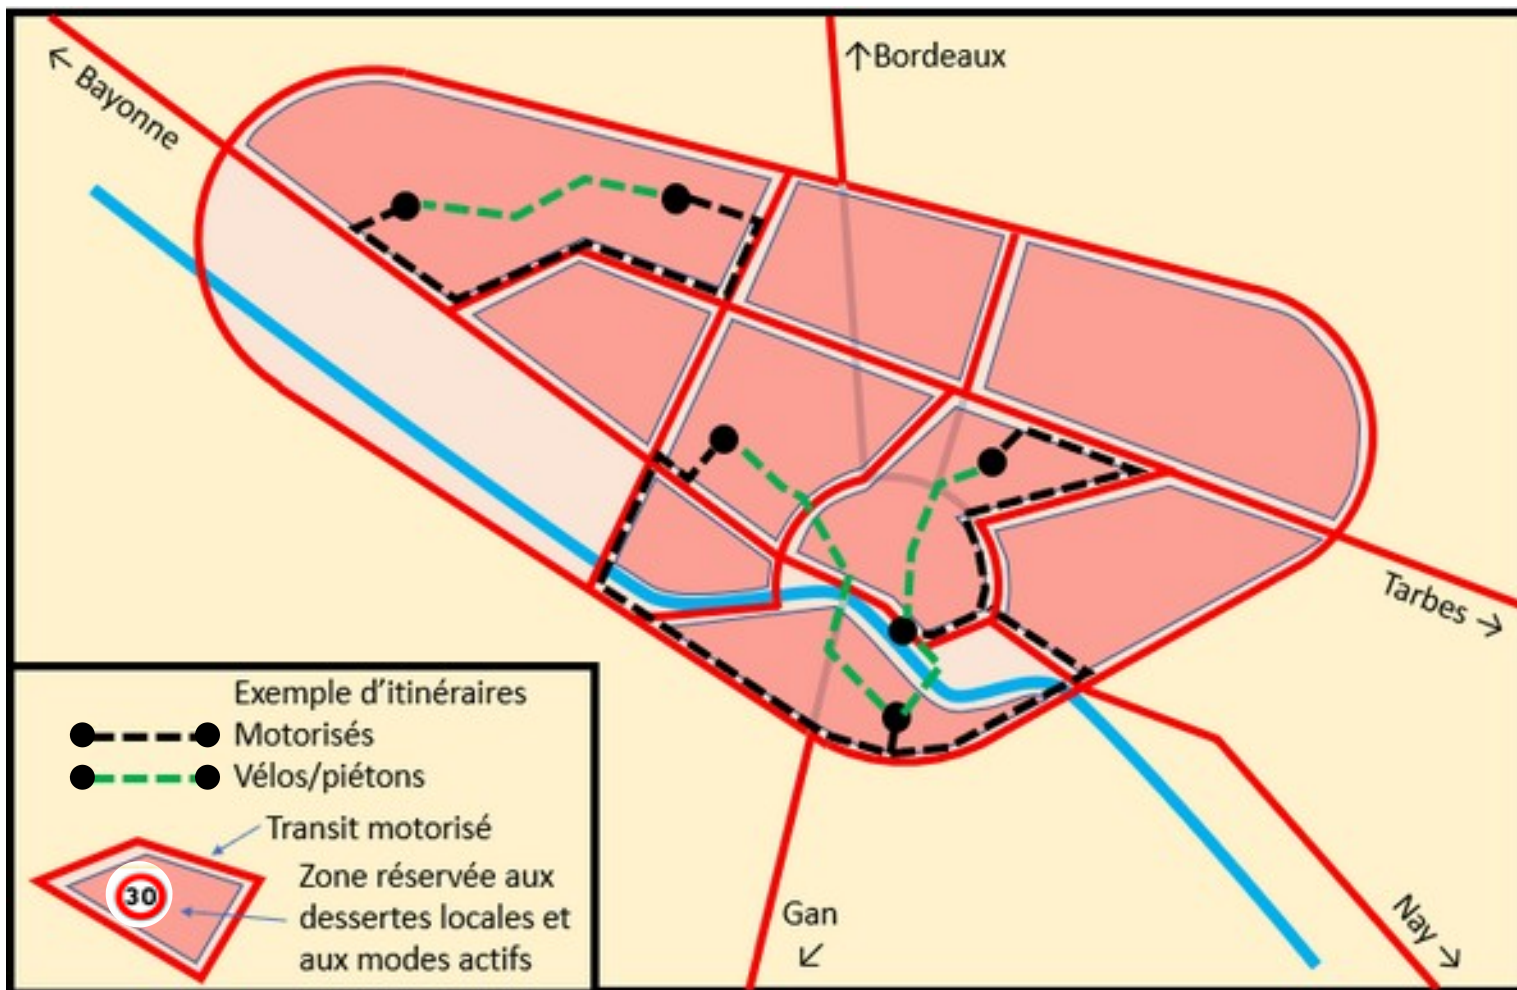 ← Bayonne
↑Bordeaux
Tarbes →
Nay →
Gan
↙
Exemple d'itinéraires
Motorisés
Vélos/piétons
Transit motorisé
Zone réservée aux
dessertes locales et
aux modes actifs
30